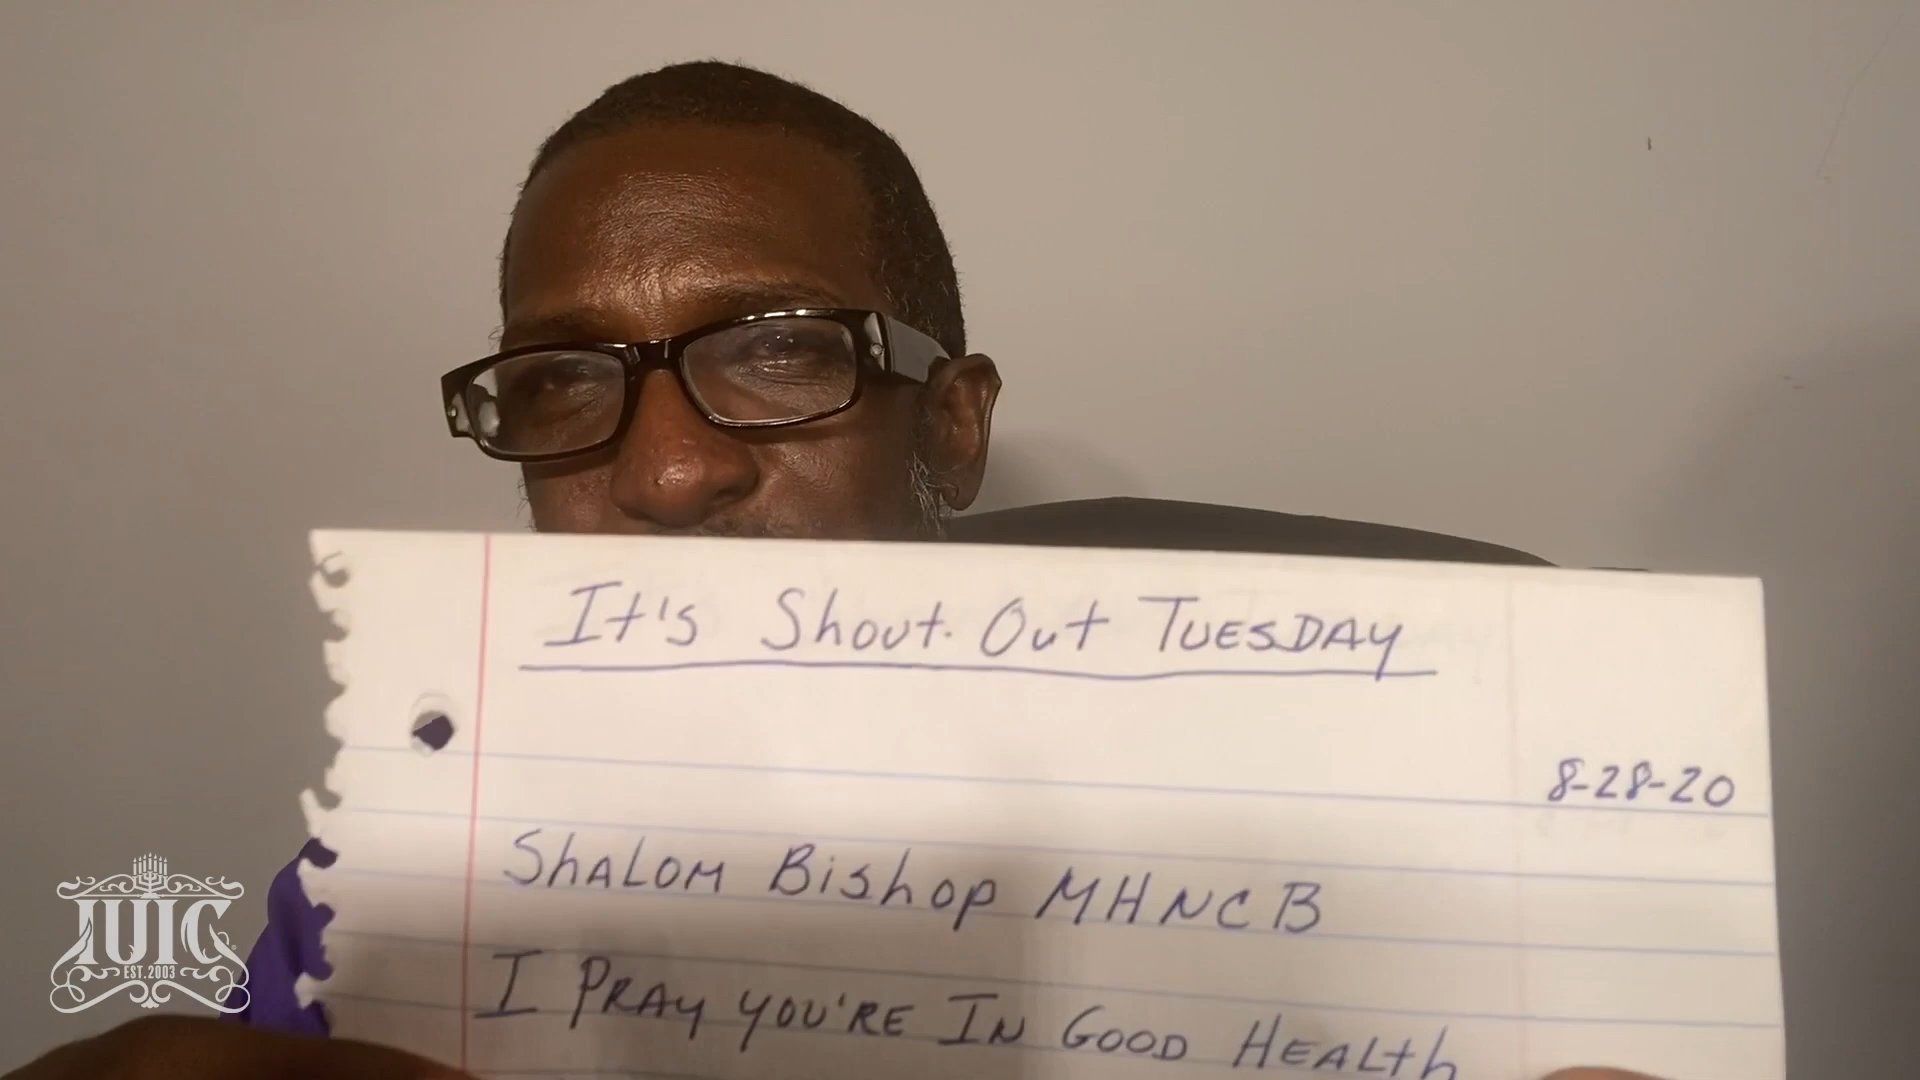 It's Shout Out TUESDAY
8-28-20
ShALOM Bishop MHNCB
I PRAY YOU'RE IN GOOD HEALth
IUIC
EST. 2003